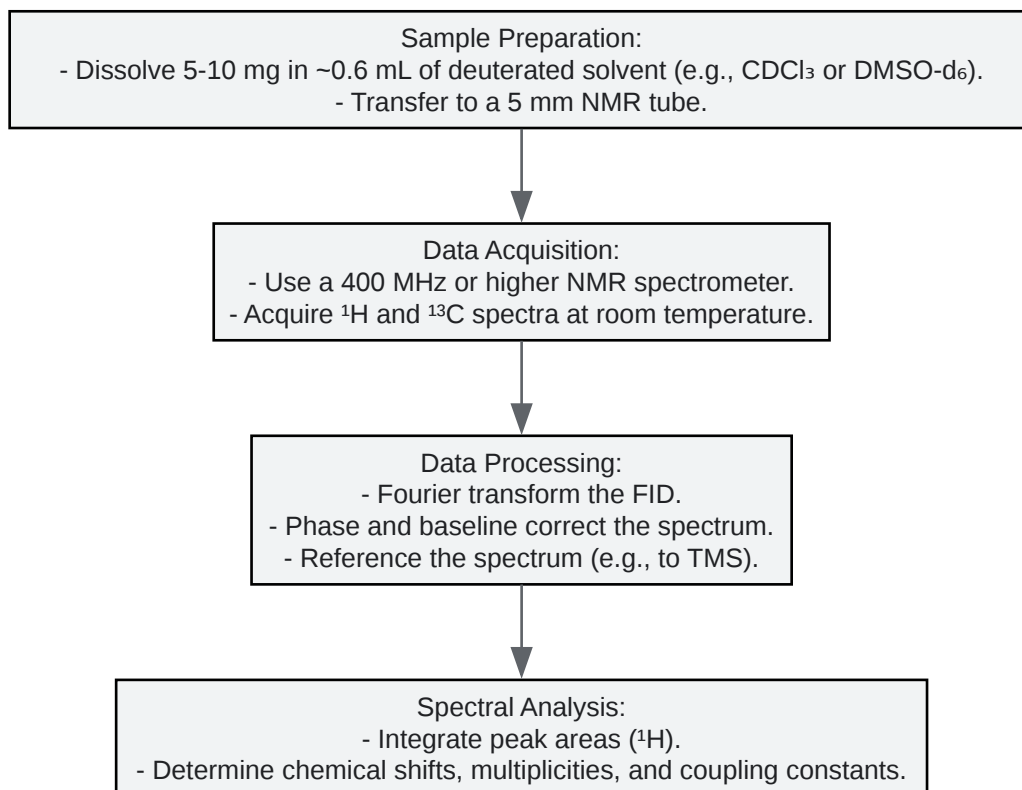 Sample Preparation:
- Dissolve 5-10 mg in ~0.6 mL of deuterated solvent (e.g., CDCl₃ or DMSO-d₆).
- Transfer to a 5 mm NMR tube.
Data Acquisition:
- Use a 400 MHz or higher NMR spectrometer.
- Acquire ¹H and ¹³C spectra at room temperature.
Data Processing:
- Fourier transform the FID.
- Phase and baseline correct the spectrum.
- Reference the spectrum (e.g., to TMS).
Spectral Analysis:
- Integrate peak areas (¹H).
- Determine chemical shifts, multiplicities, and coupling constants.